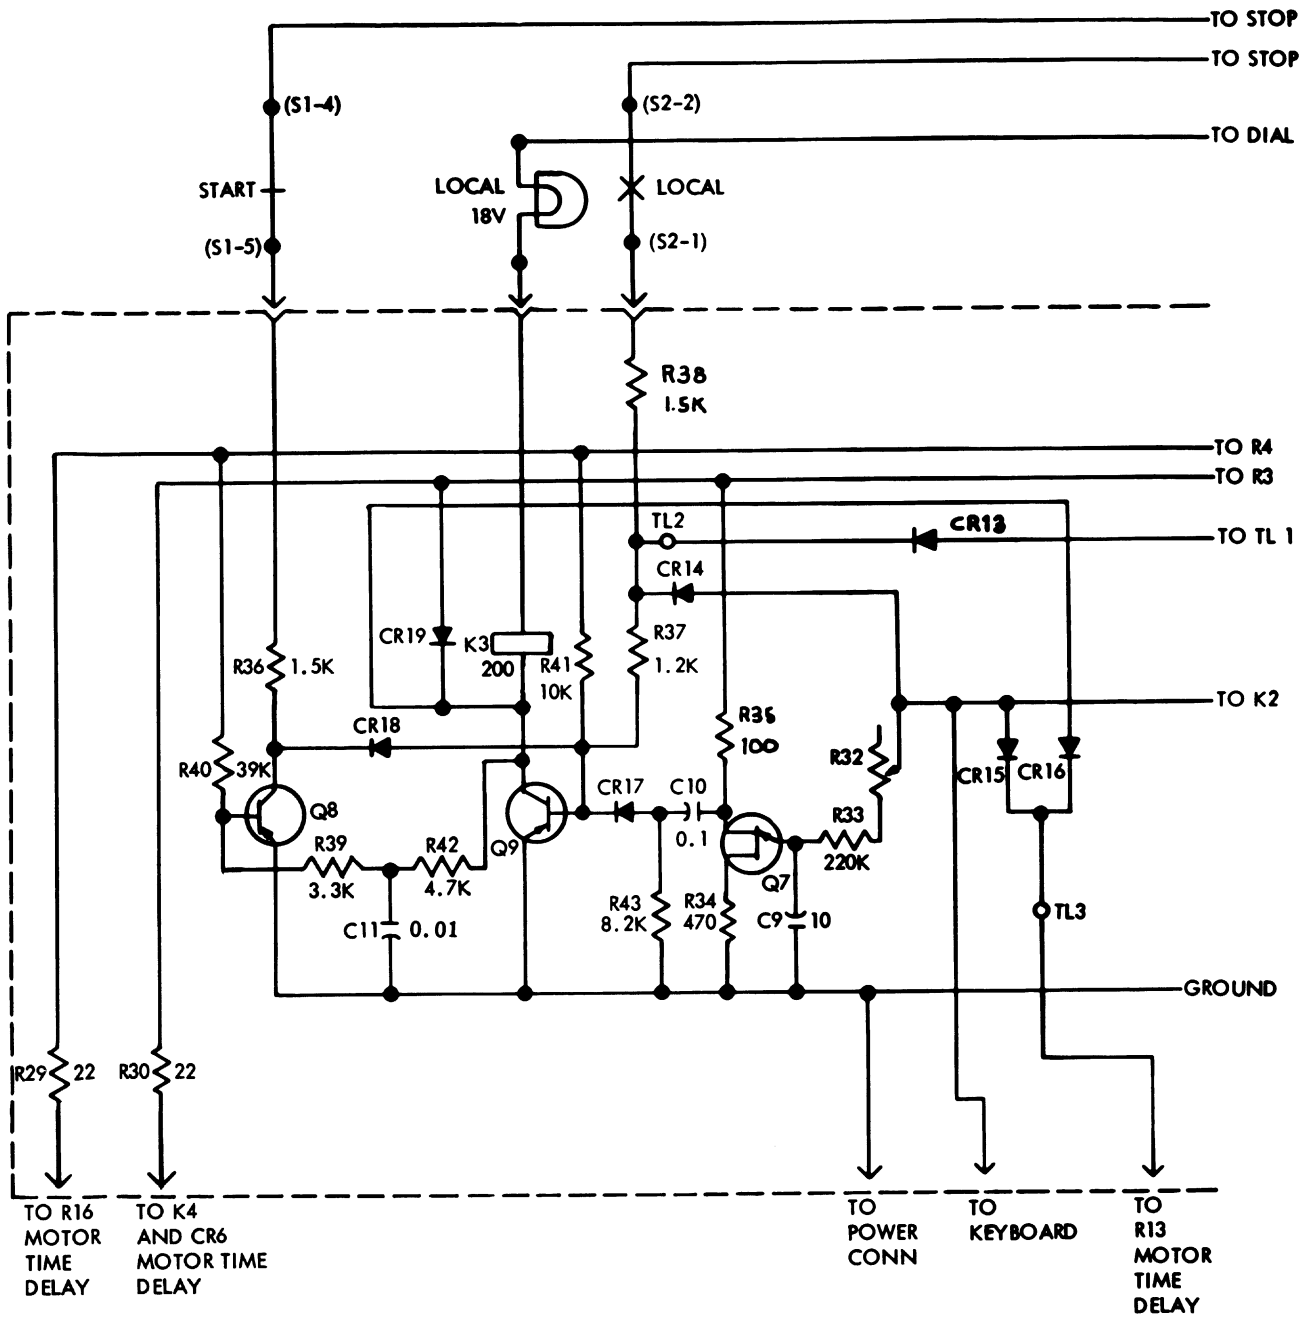 TO STOP
TO STOP
(S1-4)
(S2-2)
TO DIAL
START
LOCAL
18V
LOCAL
(S1-5)
(S2-1)
R38
1.5K
TO R4
TO R3
TL2
CR13
TO TL 1
CR14
CR19
K3
200
R41
10K
R37
1.2K
R36
1.5K
TO K2
CR18
R35
100
R40
39K
R32
CR15
CR16
Q8
CR17
C10
0.1
R33
220K
R39
3.3K
R42
4.7K
Q9
Q7
C11
0.01
R43
8.2K
R34
470
C9
10
TL3
GROUND
R29
22
R30
22
TO R16
MOTOR
TIME
DELAY
TO K4
AND CR6
MOTOR TIME
DELAY
TO
POWER
CONN
TO
KEYBOARD
TO
R13
MOTOR
TIME
DELAY